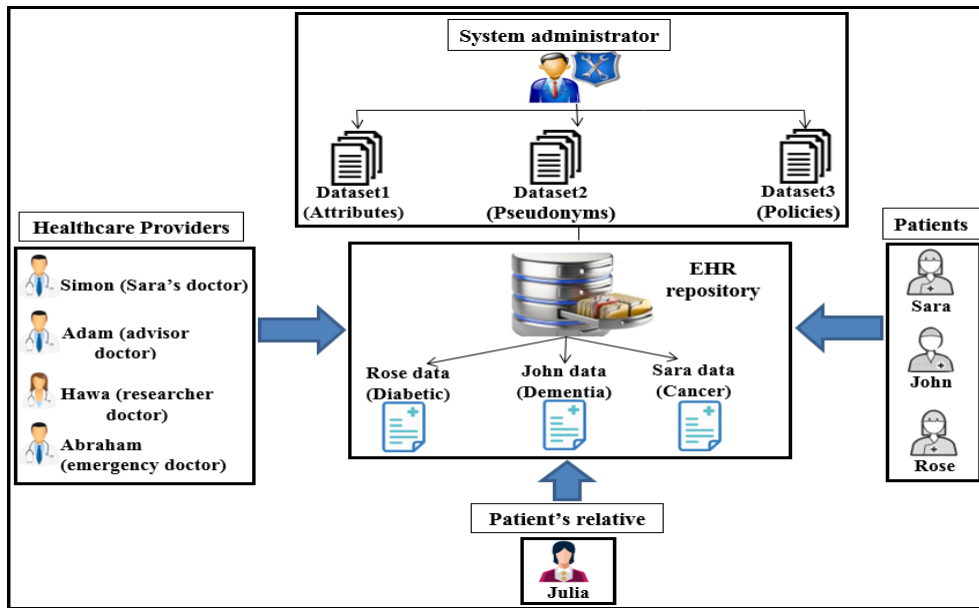 System administrator
Dataset1
(Attributes)
Dataset2
(Pseudonyms)
Dataset3
(Policies)
Healthcare Providers
Simon (Sara's doctor)
Adam (advisor
doctor)
Hawa (researcher
doctor)
Abraham
(emergency doctor)
EHR
repository
Rose data
(Diabetic)
John data
(Dementia)
Sara data
(Cancer)
Patients
Sara
John
Rose
Patient's relative
Julia